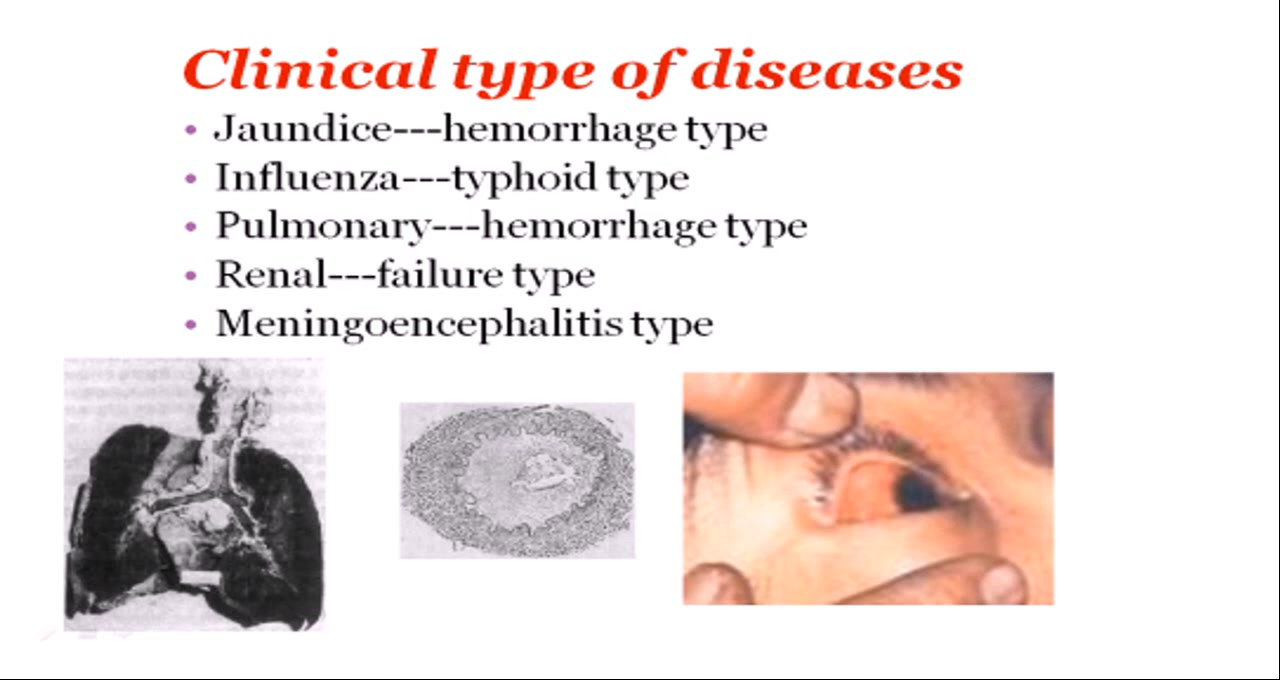 Clinical type of diseases
• Jaundice---hemorrhage type
• Influenza---typhoid type
• Pulmonary---hemorrhage type
• Renal---failure type
• Meningoencephalitis type